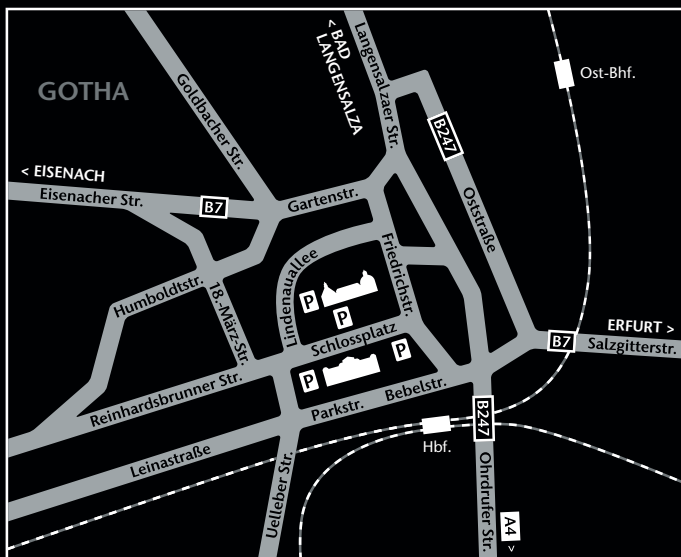 GOTHA
Goldbacher Str.
< BAD
LANGENSALZA
Langensalzaer Str.
Ost-Bhf.
B247
< EISENACH
Eisenacher Str.
B7
Gartenstr.
Oststraße
Lindenauallee
Friedrichstr.
Humboldtstr.
18.-März-Str.
P
P
Schlossplatz
P
P
ERFURT >
B7
Salzgitterstr.
Reinhardsbrunner Str.
Parkstr.
Bebelstr.
B247
Hbf.
Leinastraße
Uelleber Str.
Ohrdrufer Str.
A4
>